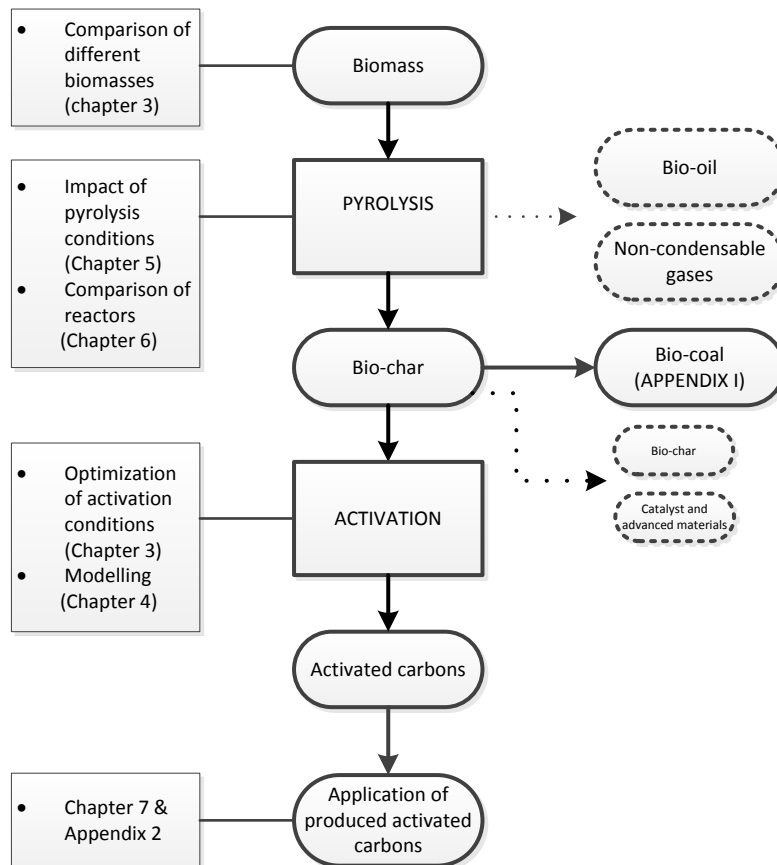 • Comparison of
different
biomasses
(chapter 3)
Biomass
• Impact of
pyrolysis
conditions
(Chapter 5)
• Comparison of
reactors
(Chapter 6)
PYROLYSIS
Bio-oil
Non-condensable
gases
Bio-char
Bio-coal
(APPENDIX I)
Bio-char
Catalyst and
advanced materials
• Optimization
of activation
conditions
(Chapter 3)
• Modelling
(Chapter 4)
ACTIVATION
Activated carbons
• Chapter 7 &
Appendix 2
Application of
produced activated
carbons